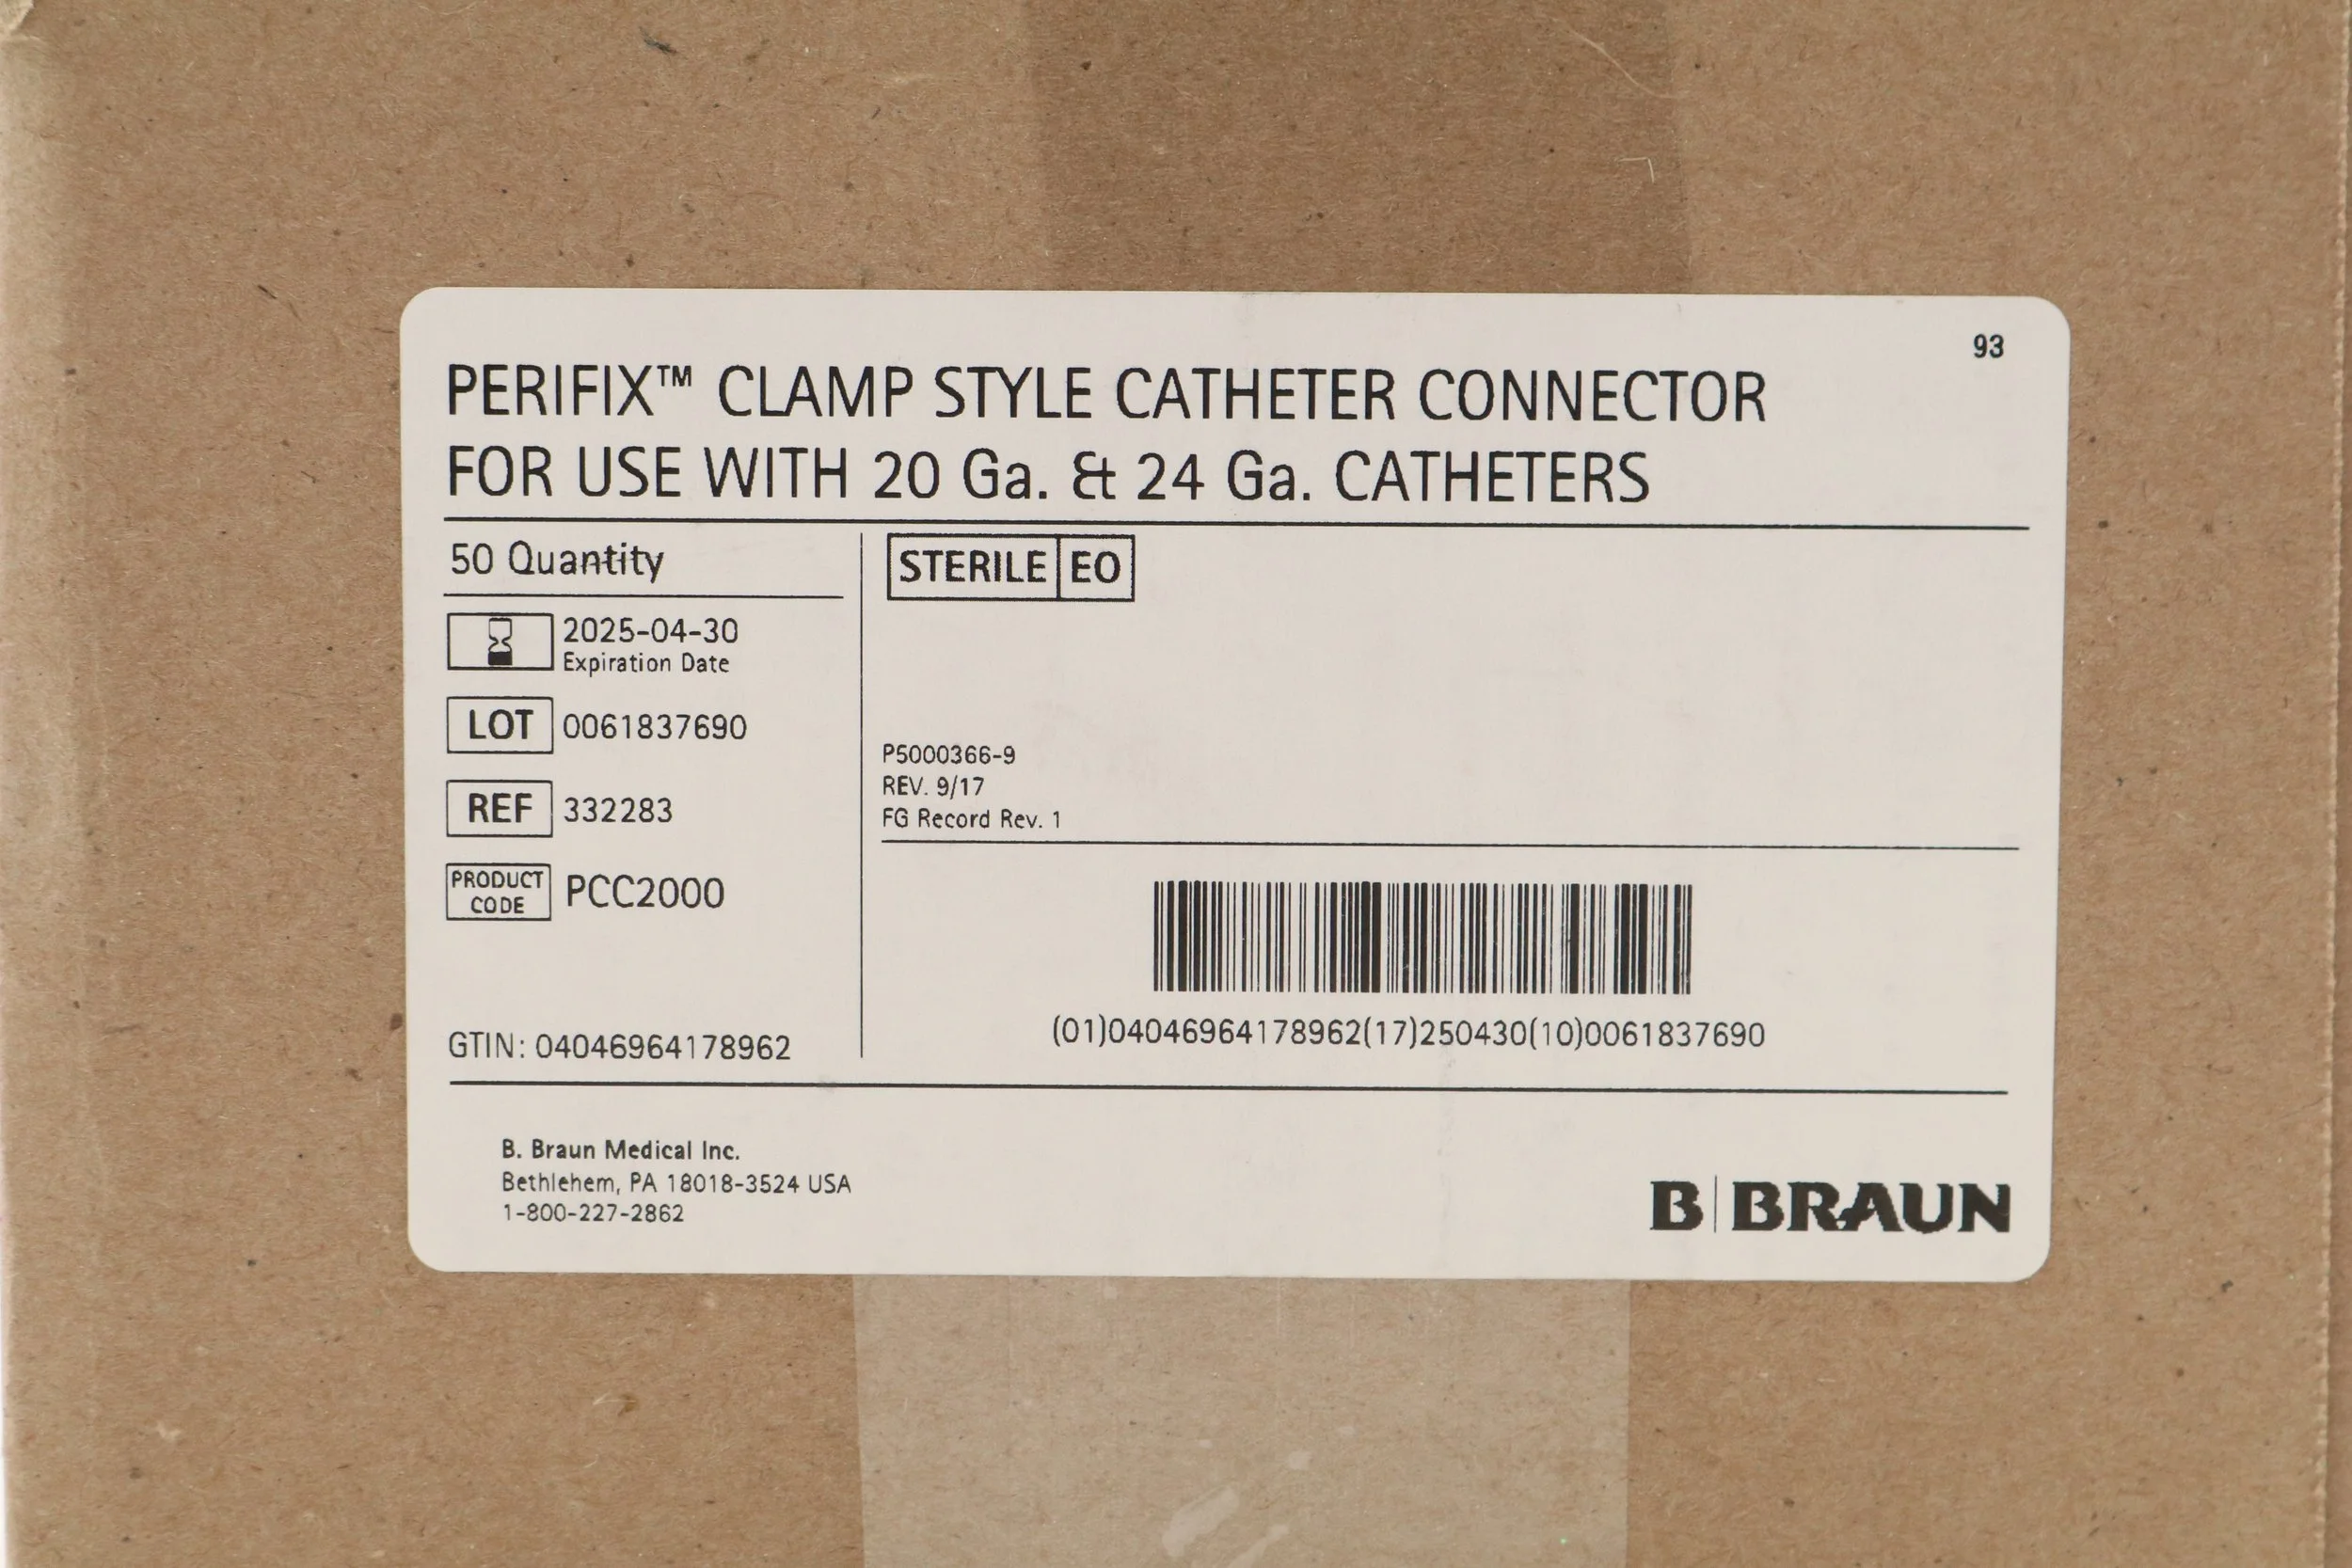 93
PERIFIX™ CLAMP STYLE CATHETER CONNECTOR
FOR USE WITH 20 Ga. & 24 Ga. CATHETERS
50 Quantity
2025-04-30
Expiration Date
LOT 0061837690
REF 332283
PRODUCT
CODE
PCC2000
GTIN: 04046964178962
STERILE EO
P5000366-9
REV. 9/17
FG Record Rev. 1
(01)04046964178962(17)250430(10)0061837690
B. Braun Medical Inc.
Bethlehem, PA 18018-3524 USA
1-800-227-2862
B|BRAUN